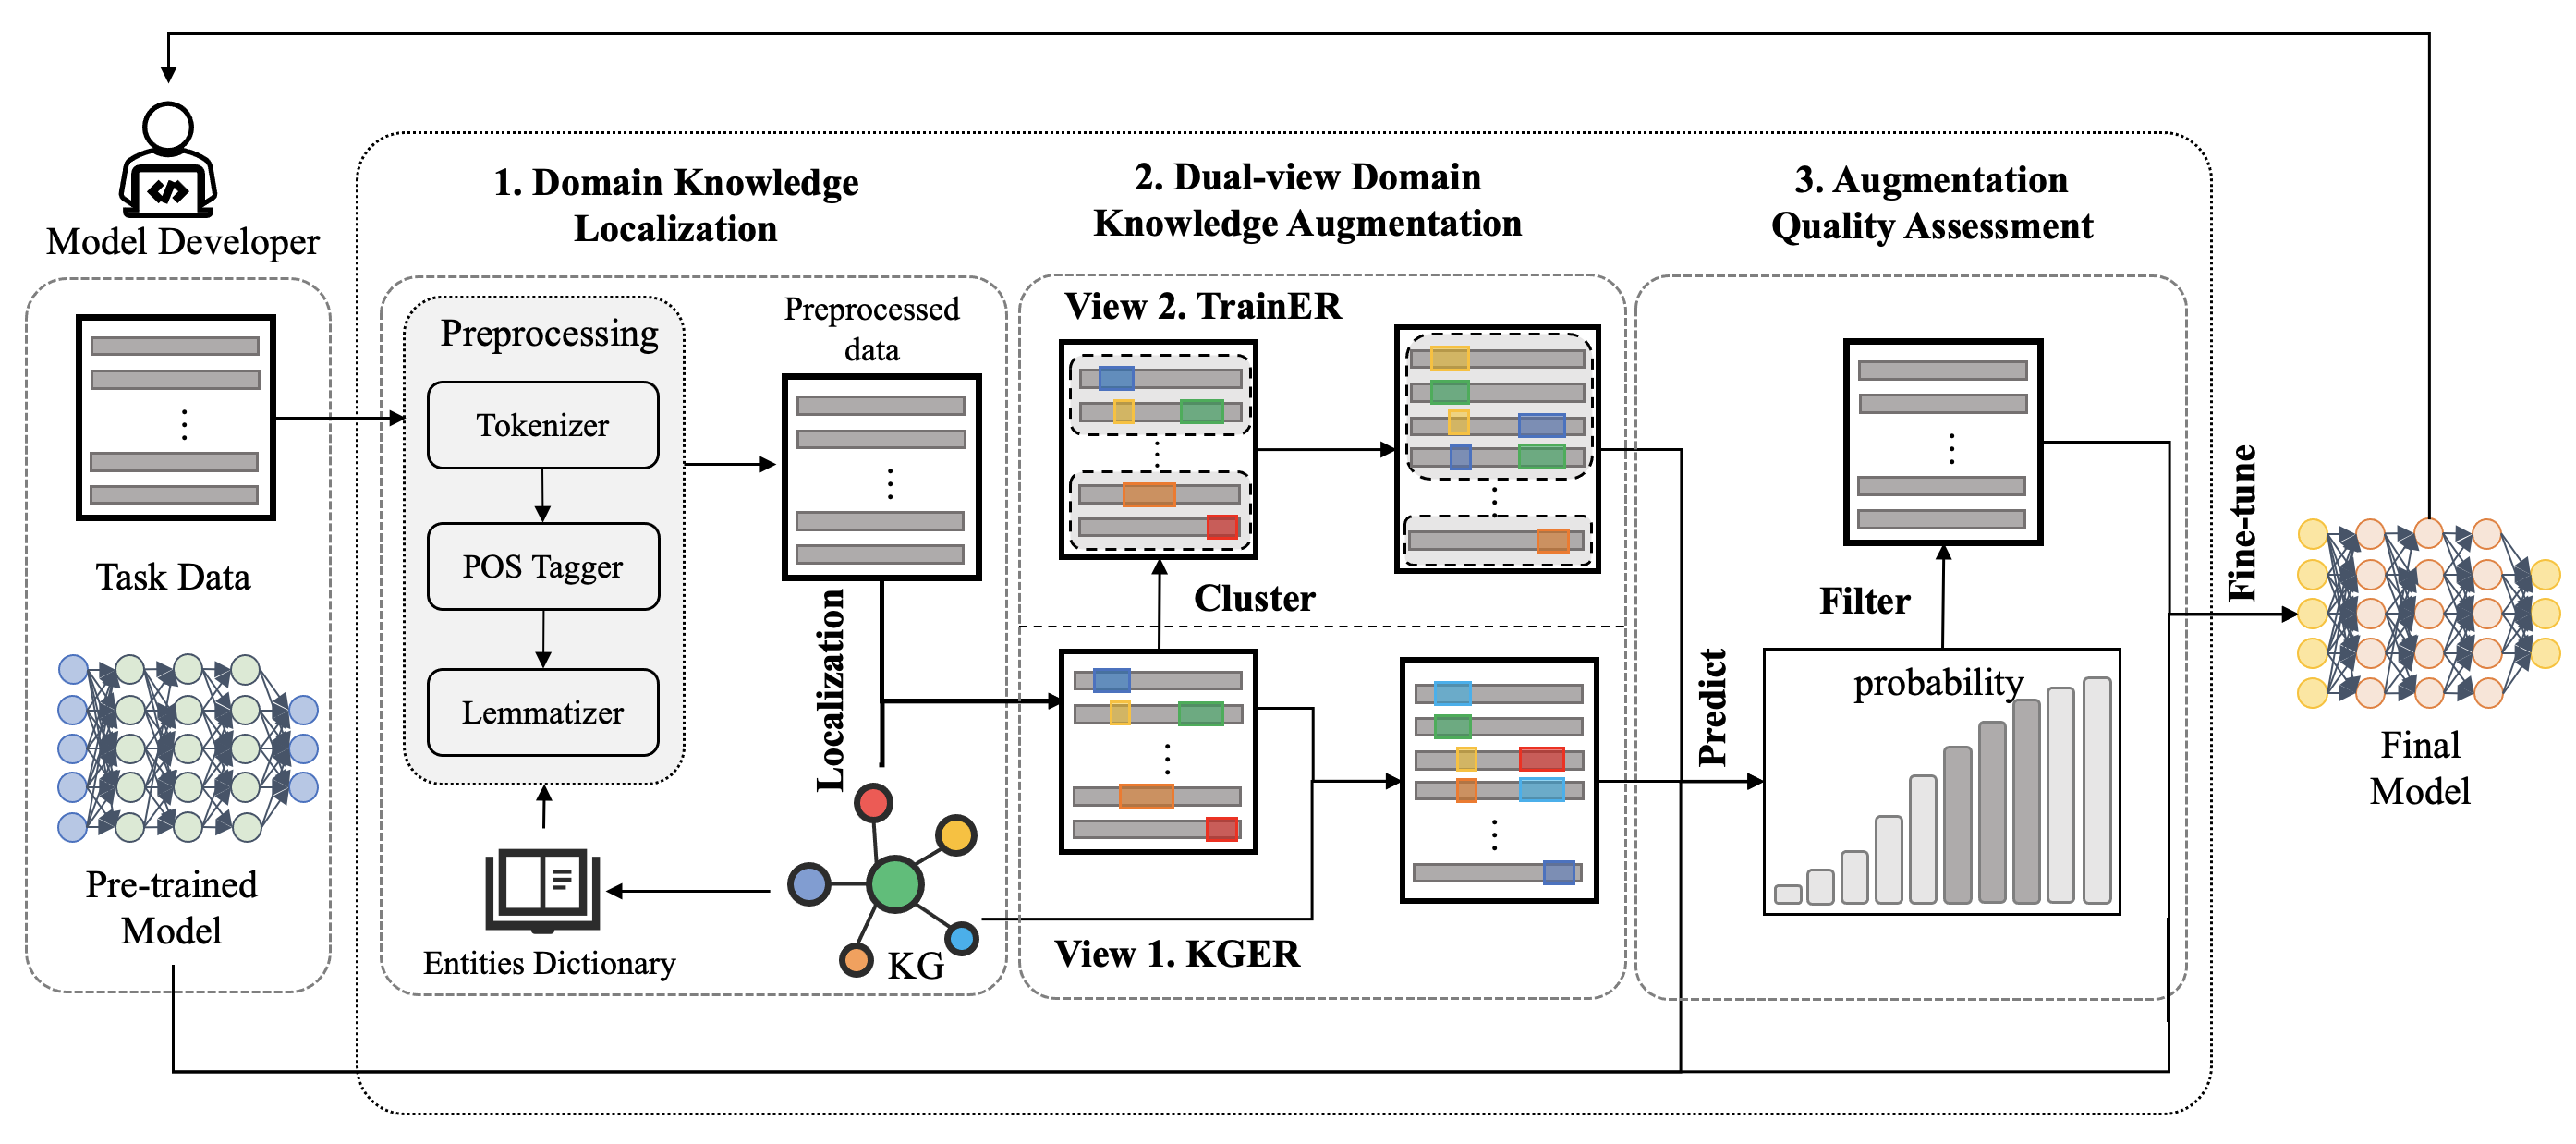 Model Developer
Task Data
Pre-trained
Model
1. Domain Knowledge
Localization
Preprocessing
Tokenizer
POS Tagger
Lemmatizer
Entities Dictionary
Preprocessed
data
Localization
KG
2. Dual-view Domain
Knowledge Augmentation
View 2. TrainER
Cluster
View 1. KGER
3. Augmentation
Quality Assessment
Predict
Filter
probability
Fine-tune
Final
Model